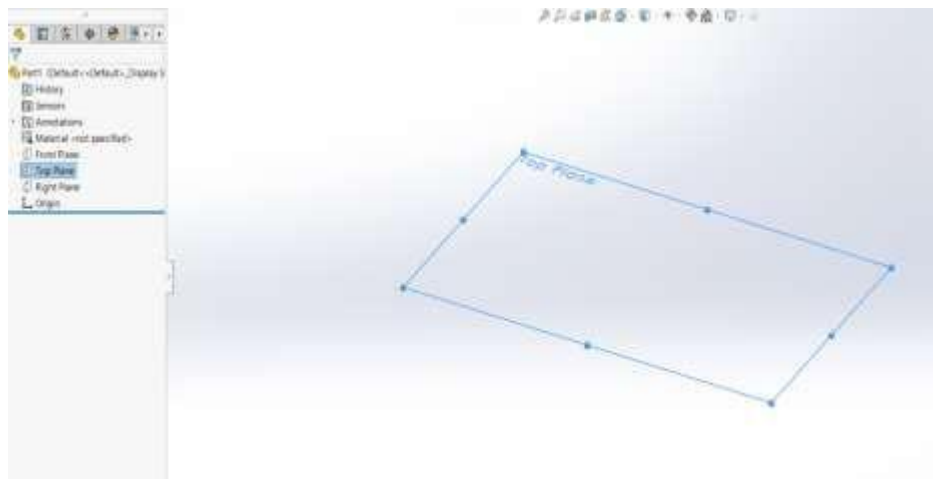 Part1 (Default<<Default>_Display S
History
Sensors
Annotations
Material <not specified>
Front Plane
Top Plane
Right Plane
Origin
Top Plane